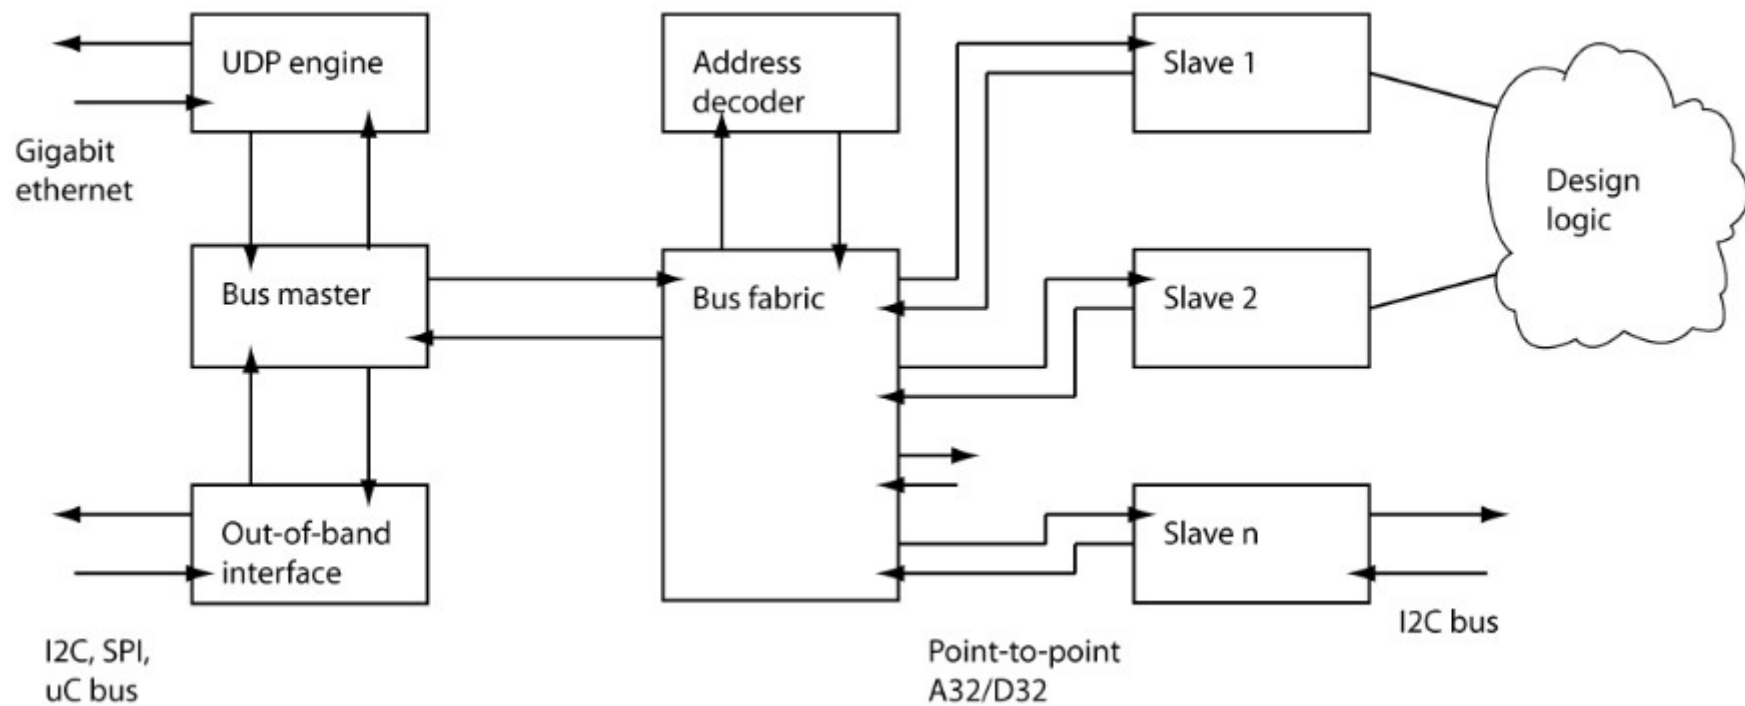 UDP engine
Address
decoder
Slave 1
Gigabit
ethernet
Design
logic
Bus master
Bus fabric
Slave 2
Out-of-band
interface
Slave n
I2C bus
I2C, SPI,
uC bus
Point-to-point
A32/D32